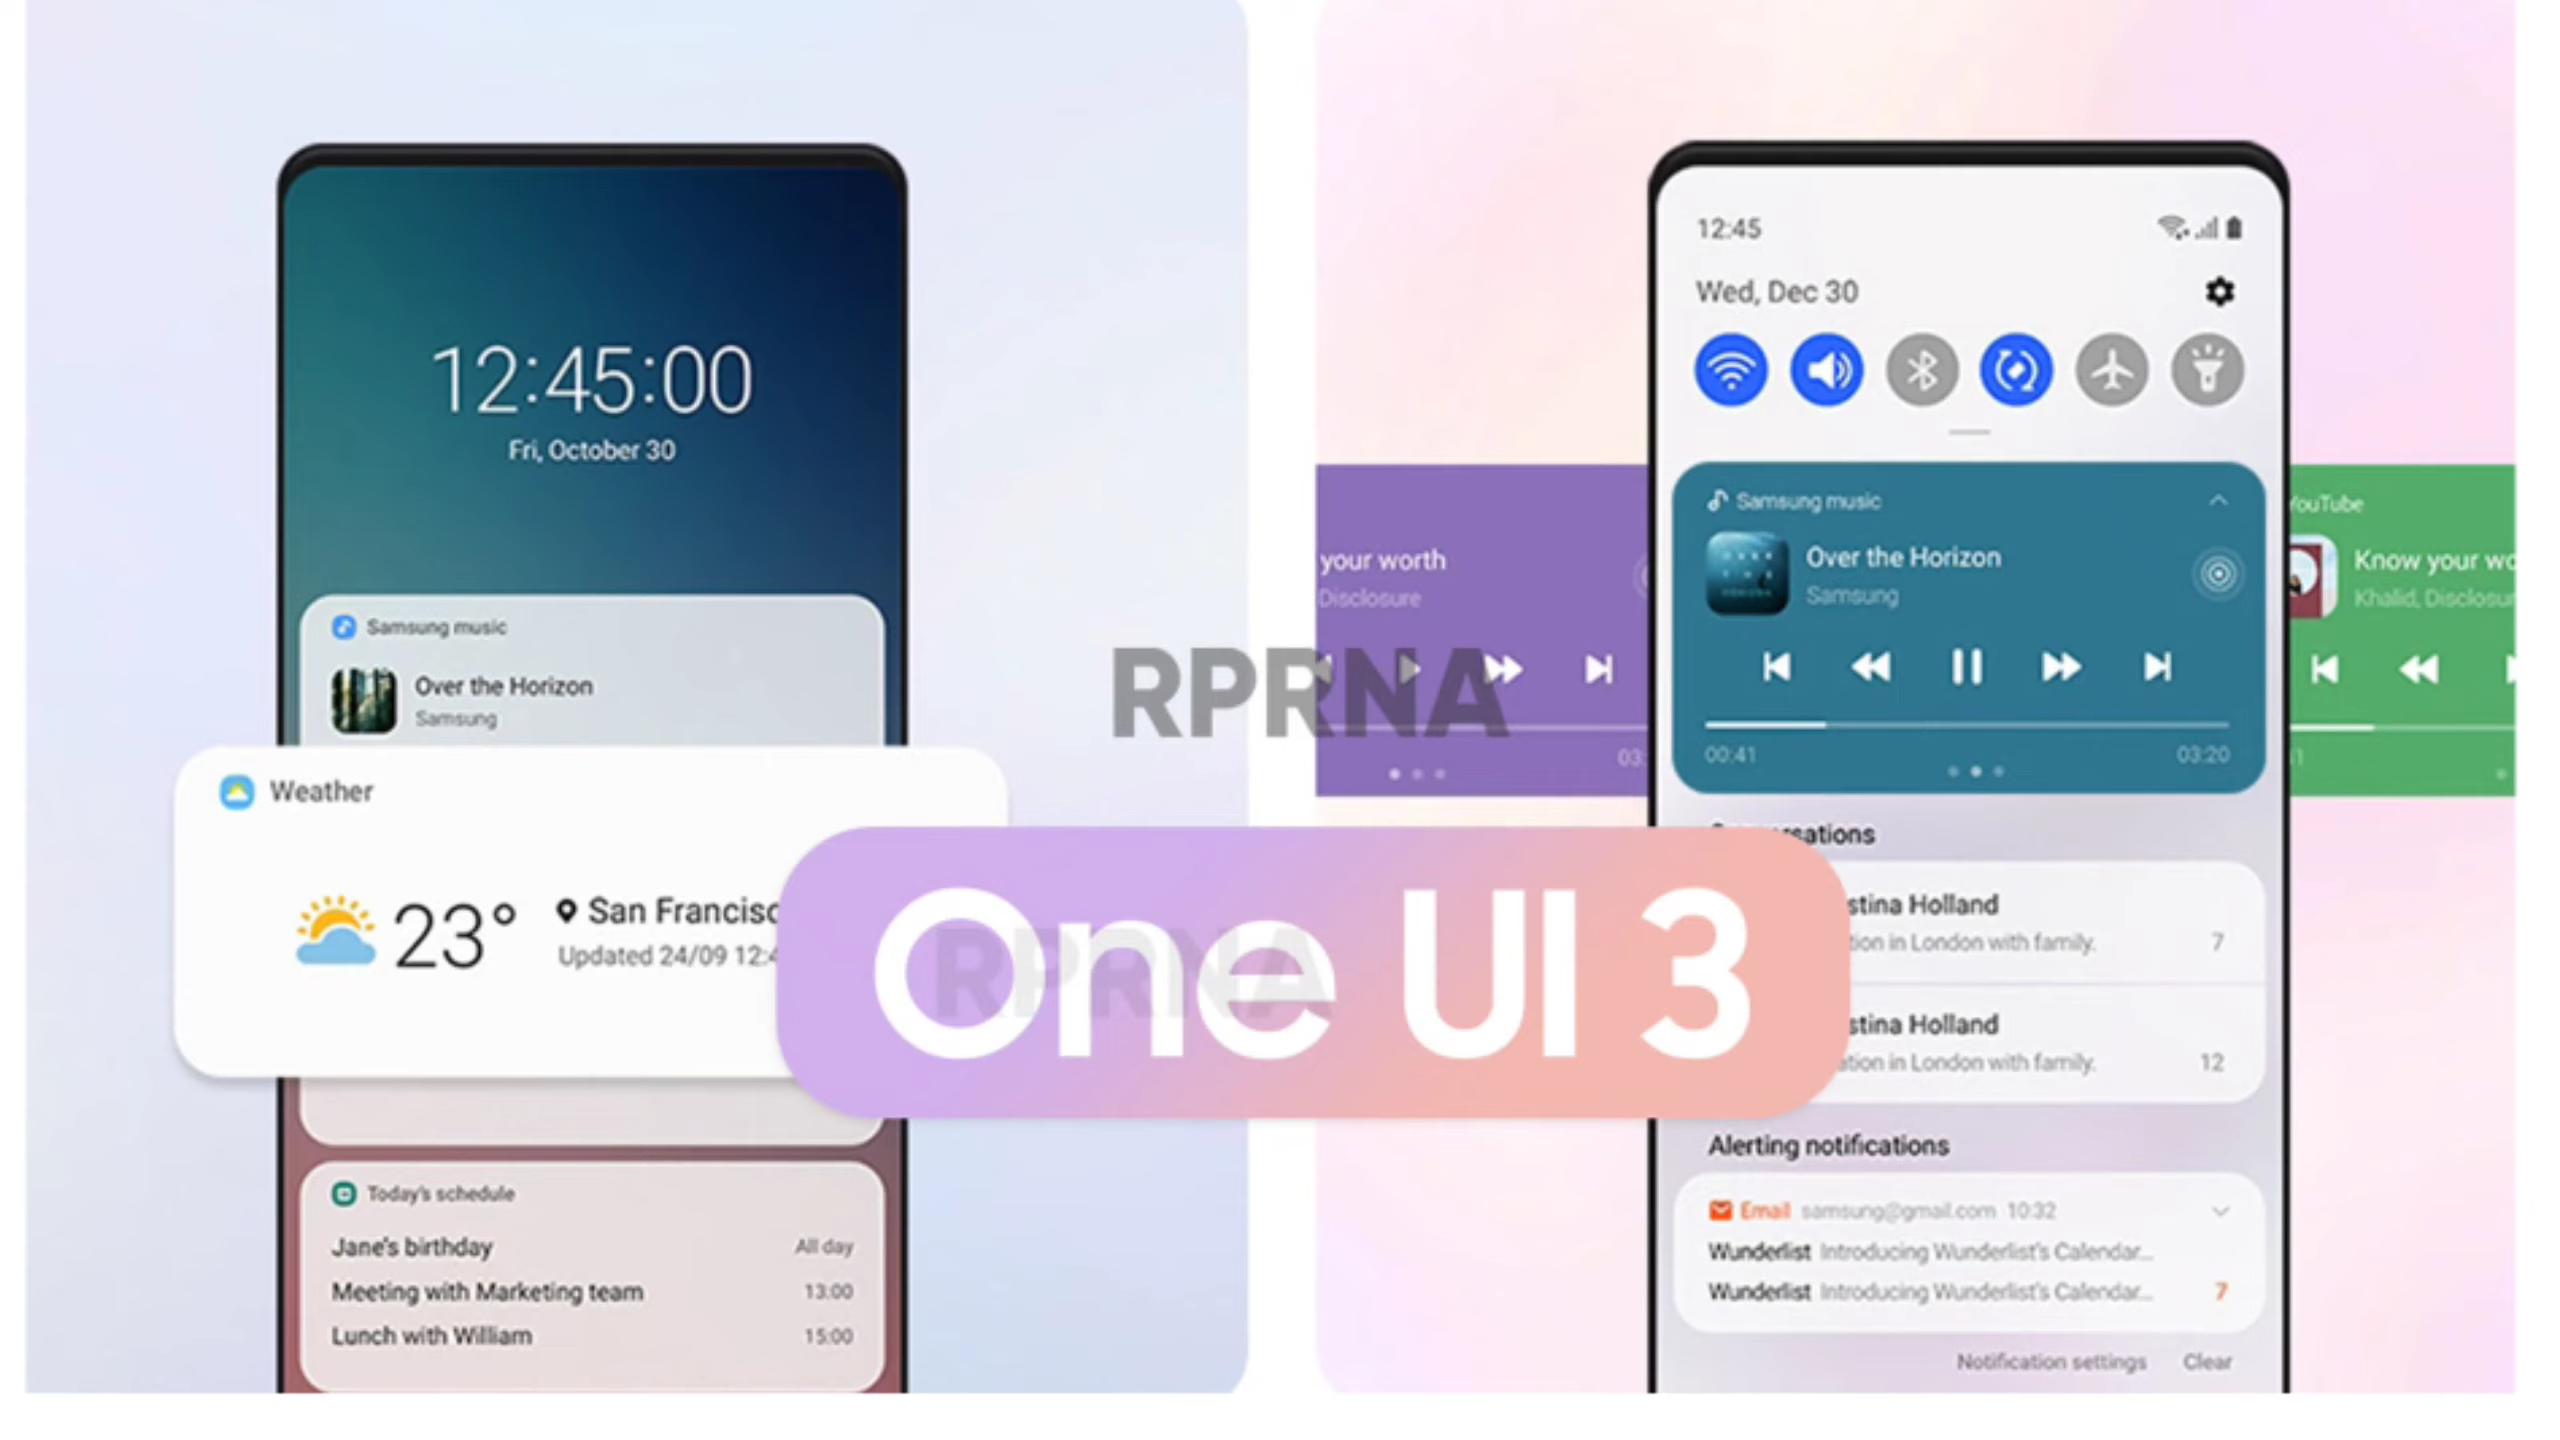 12:45:00
Fri, October 30
Samsung music
Over the Horizon
Samsung
Weather
23°
San Francisc
Updated 24/09 12:4
Today's schedule
Jane's birthday All day
Meeting with Marketing team 13:00
Lunch with William 15:00
RPRNA
One UI 3
RPRNA
12:45
Wed, Dec 30
your worth
Disclosure
03:
Samsung music
Over the Horizon
Samsung
00:41 03:20
YouTube
Know your wo
Khalid, Disclosur
stina Holland
tion in London with family. 7
stina Holland
ation in London with family. 12
Alerting notifications
Email samsung@gmail.com 10:32
Wunderlist Introducing Wunderlist's Calendar...
Wunderlist Introducing Wunderlist's Calendar... 7
Notification settings Clear